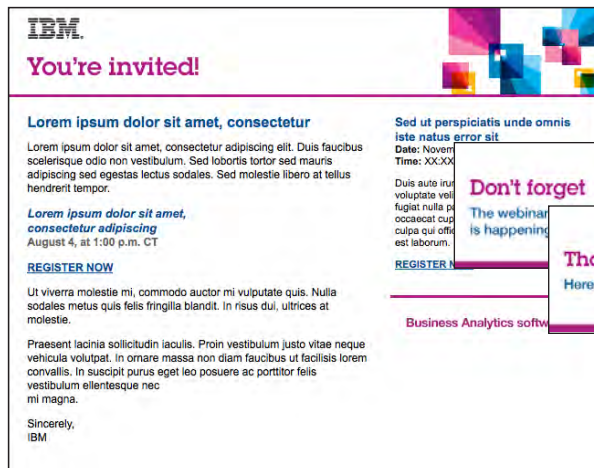 IBM.
You're invited!
Lorem ipsum dolor sit amet, consectetur
Lorem ipsum dolor sit amet, consectetur adipiscing elit. Duis faucibus
scelerisque odio non vestibulum. Sed lobortis tortor sed mauris
adipiscing sed egestas lectus sodales. Sed molestie libero at tellus
hendrerit tempor.
Lorem ipsum dolor sit amet,
consectetur adipiscing
August 4, at 1:00 p.m. CT
REGISTER NOW
Ut viverra molestie mi, commodo auctor mi vulputate quis. Nulla
sodales metus quis felis fringilla blandit. In risus dui, ultrices at
molestie.
Praesent lacinia sollicitudin iaculis. Proin vestibulum justo vitae neque
vehicula volutpat. In ornare massa non diam faucibus ut facilisis lorem
convallis. In suscipit purus eget leo posuere ac porttitor felis
vestibulum ellentesque nec
mi magna.
Sincerely,
IBM
Sed ut perspiciatis unde omnis
iste natus error sit
Date:
Time: XX:XX
Duis aute
voluptate
fugiat nulla
occaecat
culpa qui
est laborum.
REGISTER
Business Analytics
Don't forget
The webinar
is happening
Here